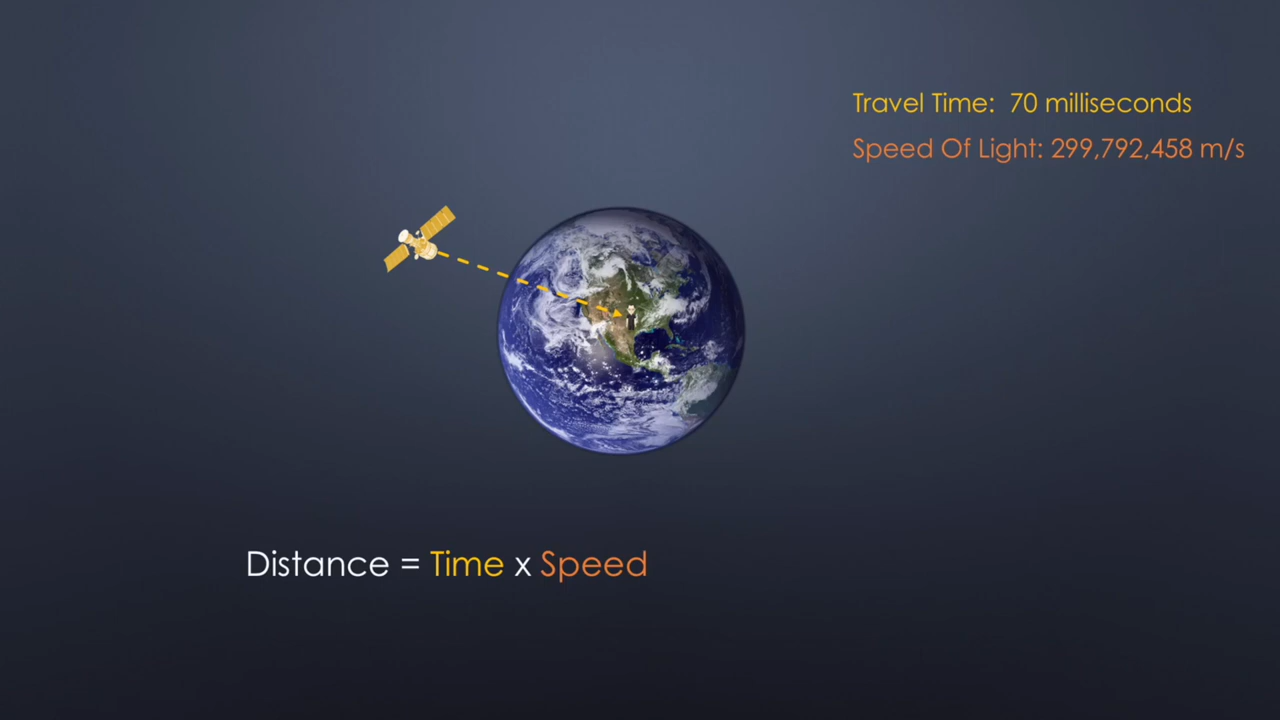 Travel Time: 70 milliseconds
Speed Of Light: 299,792,458 m/s
Distance = Time x Speed